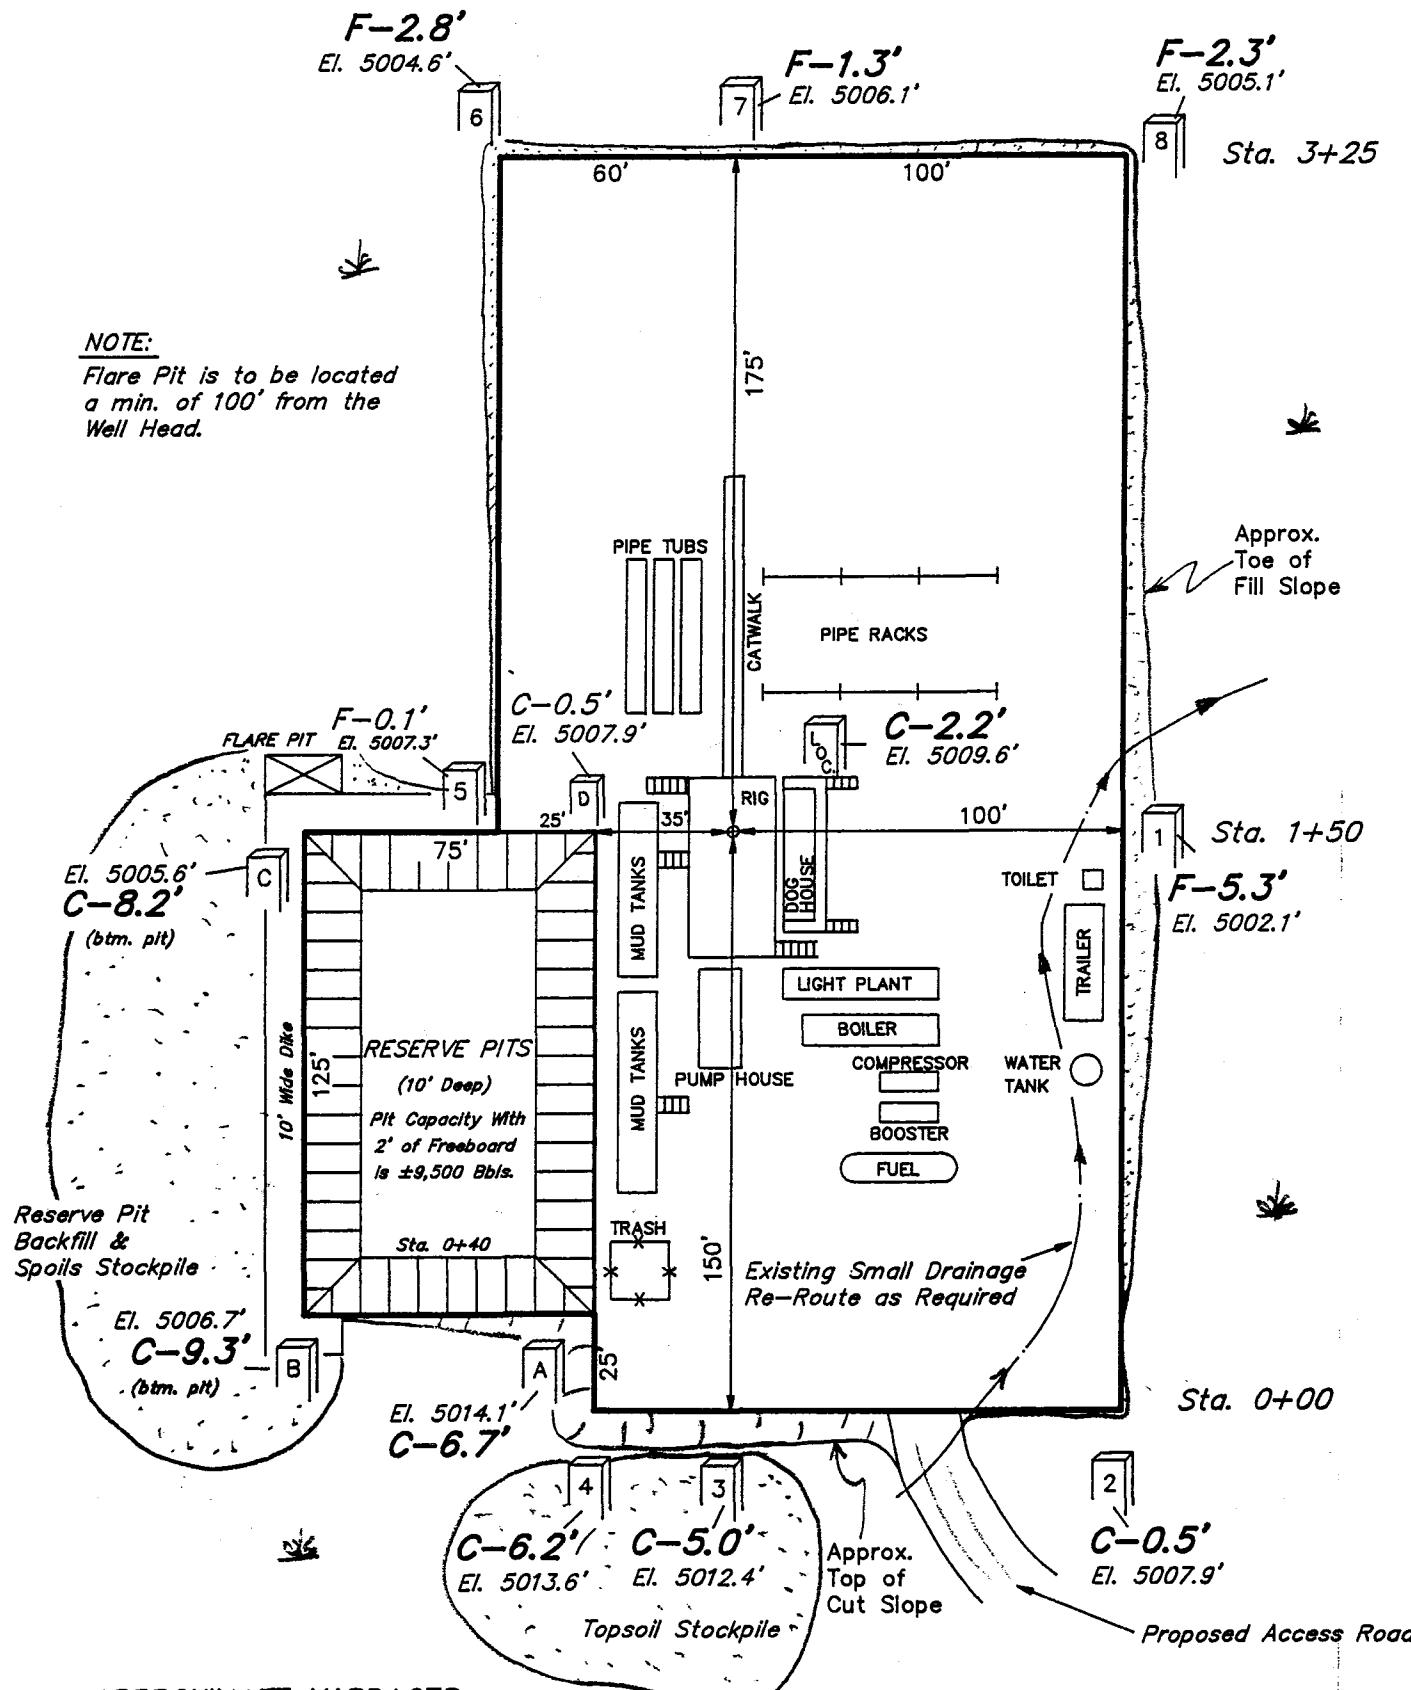 F-2.8'
El. 5004.6'
6
F-1.3'
El. 5006.1'
7
F-2.3'
El. 5005.1'
8
Sta. 3+25
60'
100'
NOTE:
Flare Pit is to be located
a min. of 100' from the
Well Head.
175'
Approx.
Toe of
Fill Slope
PIPE TUBS
CATWALK
PIPE RACKS
C-0.5'
El. 5007.9'
D
F-0.1'
El. 5007.3'
5
FLARE PIT
LOC.
C-2.2'
El. 5009.6'
RIG
25'
35'
100'
1
Sta. 1+50
F-5.3'
El. 5002.1'
75'
El. 5005.6'
C
C-8.2'
(btm. pit)
MUD TANKS
DOG HOUSE
TOILET
TRAILER
LIGHT PLANT
BOILER
10' Wide Dike
125'
RESERVE PITS
(10' Deep)
Pit Capacity With
2' of Freeboard
is ±9,500 Bbls.
MUD TANKS
PUMP HOUSE
COMPRESSOR
WATER
TANK
BOOSTER
FUEL
Reserve Pit
Backfill &
Spoils Stockpile
Sta. 0+40
TRASH
150'
Existing Small Drainage
Re-Route as Required
El. 5006.7'
C-9.3'
(btm. pit)
B
A
25'
El. 5014.1'
C-6.7'
Sta. 0+00
4
3
2
C-6.2'
El. 5013.6'
C-5.0'
El. 5012.4'
Approx.
Top of
Cut Slope
C-0.5'
El. 5007.9'
Topsoil Stockpile
Proposed Access Road